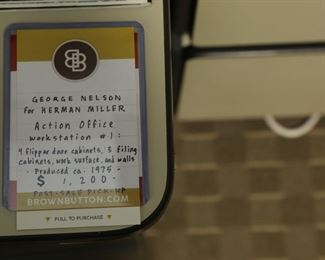 BB
GEORGE NELSON
for HERMAN MILLER
Action Office
workstation #1:
4 flipper door cabinets, 3 filing
cabinets, work surface, and walls
- Produced ca. 1975 -
$ 1,200.
POST-SALE PICK-UP
BROWNBUTTON.COM
▼ PULL TO PURCHASE ▼